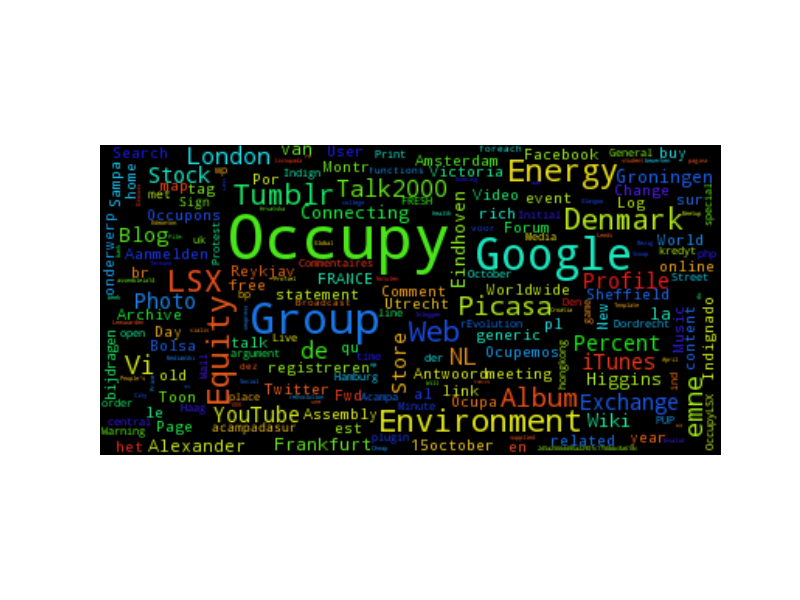 Search
London
van
User
Print
foreach
Amsterdam
Facebook
General
buy
Sampa
home
Stock
map
tag
met
Sign
Por
Indign
Montr
functions
Victoria
Energy
Groningen
Change
Tumblr
Talk2000
FRESH
Video
event
Log
sur
special
Occupons
Connecting
rich
Initial
Forum
Media
Denmark
World
kredyt
php
online
Street
onderwerp
Blog
uk
Aanmelden
Protest
Occupy
Global
Eindhoven
Google
October
br
LSX
Reykjav
free
FRANCE
Commentaires
Broadcast
bp
statement
Comment
Utrecht
line
Worldwide
Picasa
Den
game
Profile
Sheffield
New
Template
Dordrecht
la
Music
content
Indignado
Photo
Archive
open
Day
Bolsa
Equity
Group
Live
talk
argument
de
qu
time
Web
rEvolution
generic
pl
Percent
bijdragen
Vi
old
Wall
registreren
Hamburg
Store
der
NL
Ocupemos
hongkong
iTunes
Higgins
ind
Toon
Haag
place
Twitter
Fwd
Acampa
Antwoord
meeting
link
al
Minute
Ocupa
Album
Exchange
emne
OccupyLSX
order
le
central
Warning
Page
YouTube
acampadasur
Assembly
est
plugin
Environment
Wiki
PUP
het
Alexander
Frankfurt
15october
en
related
year